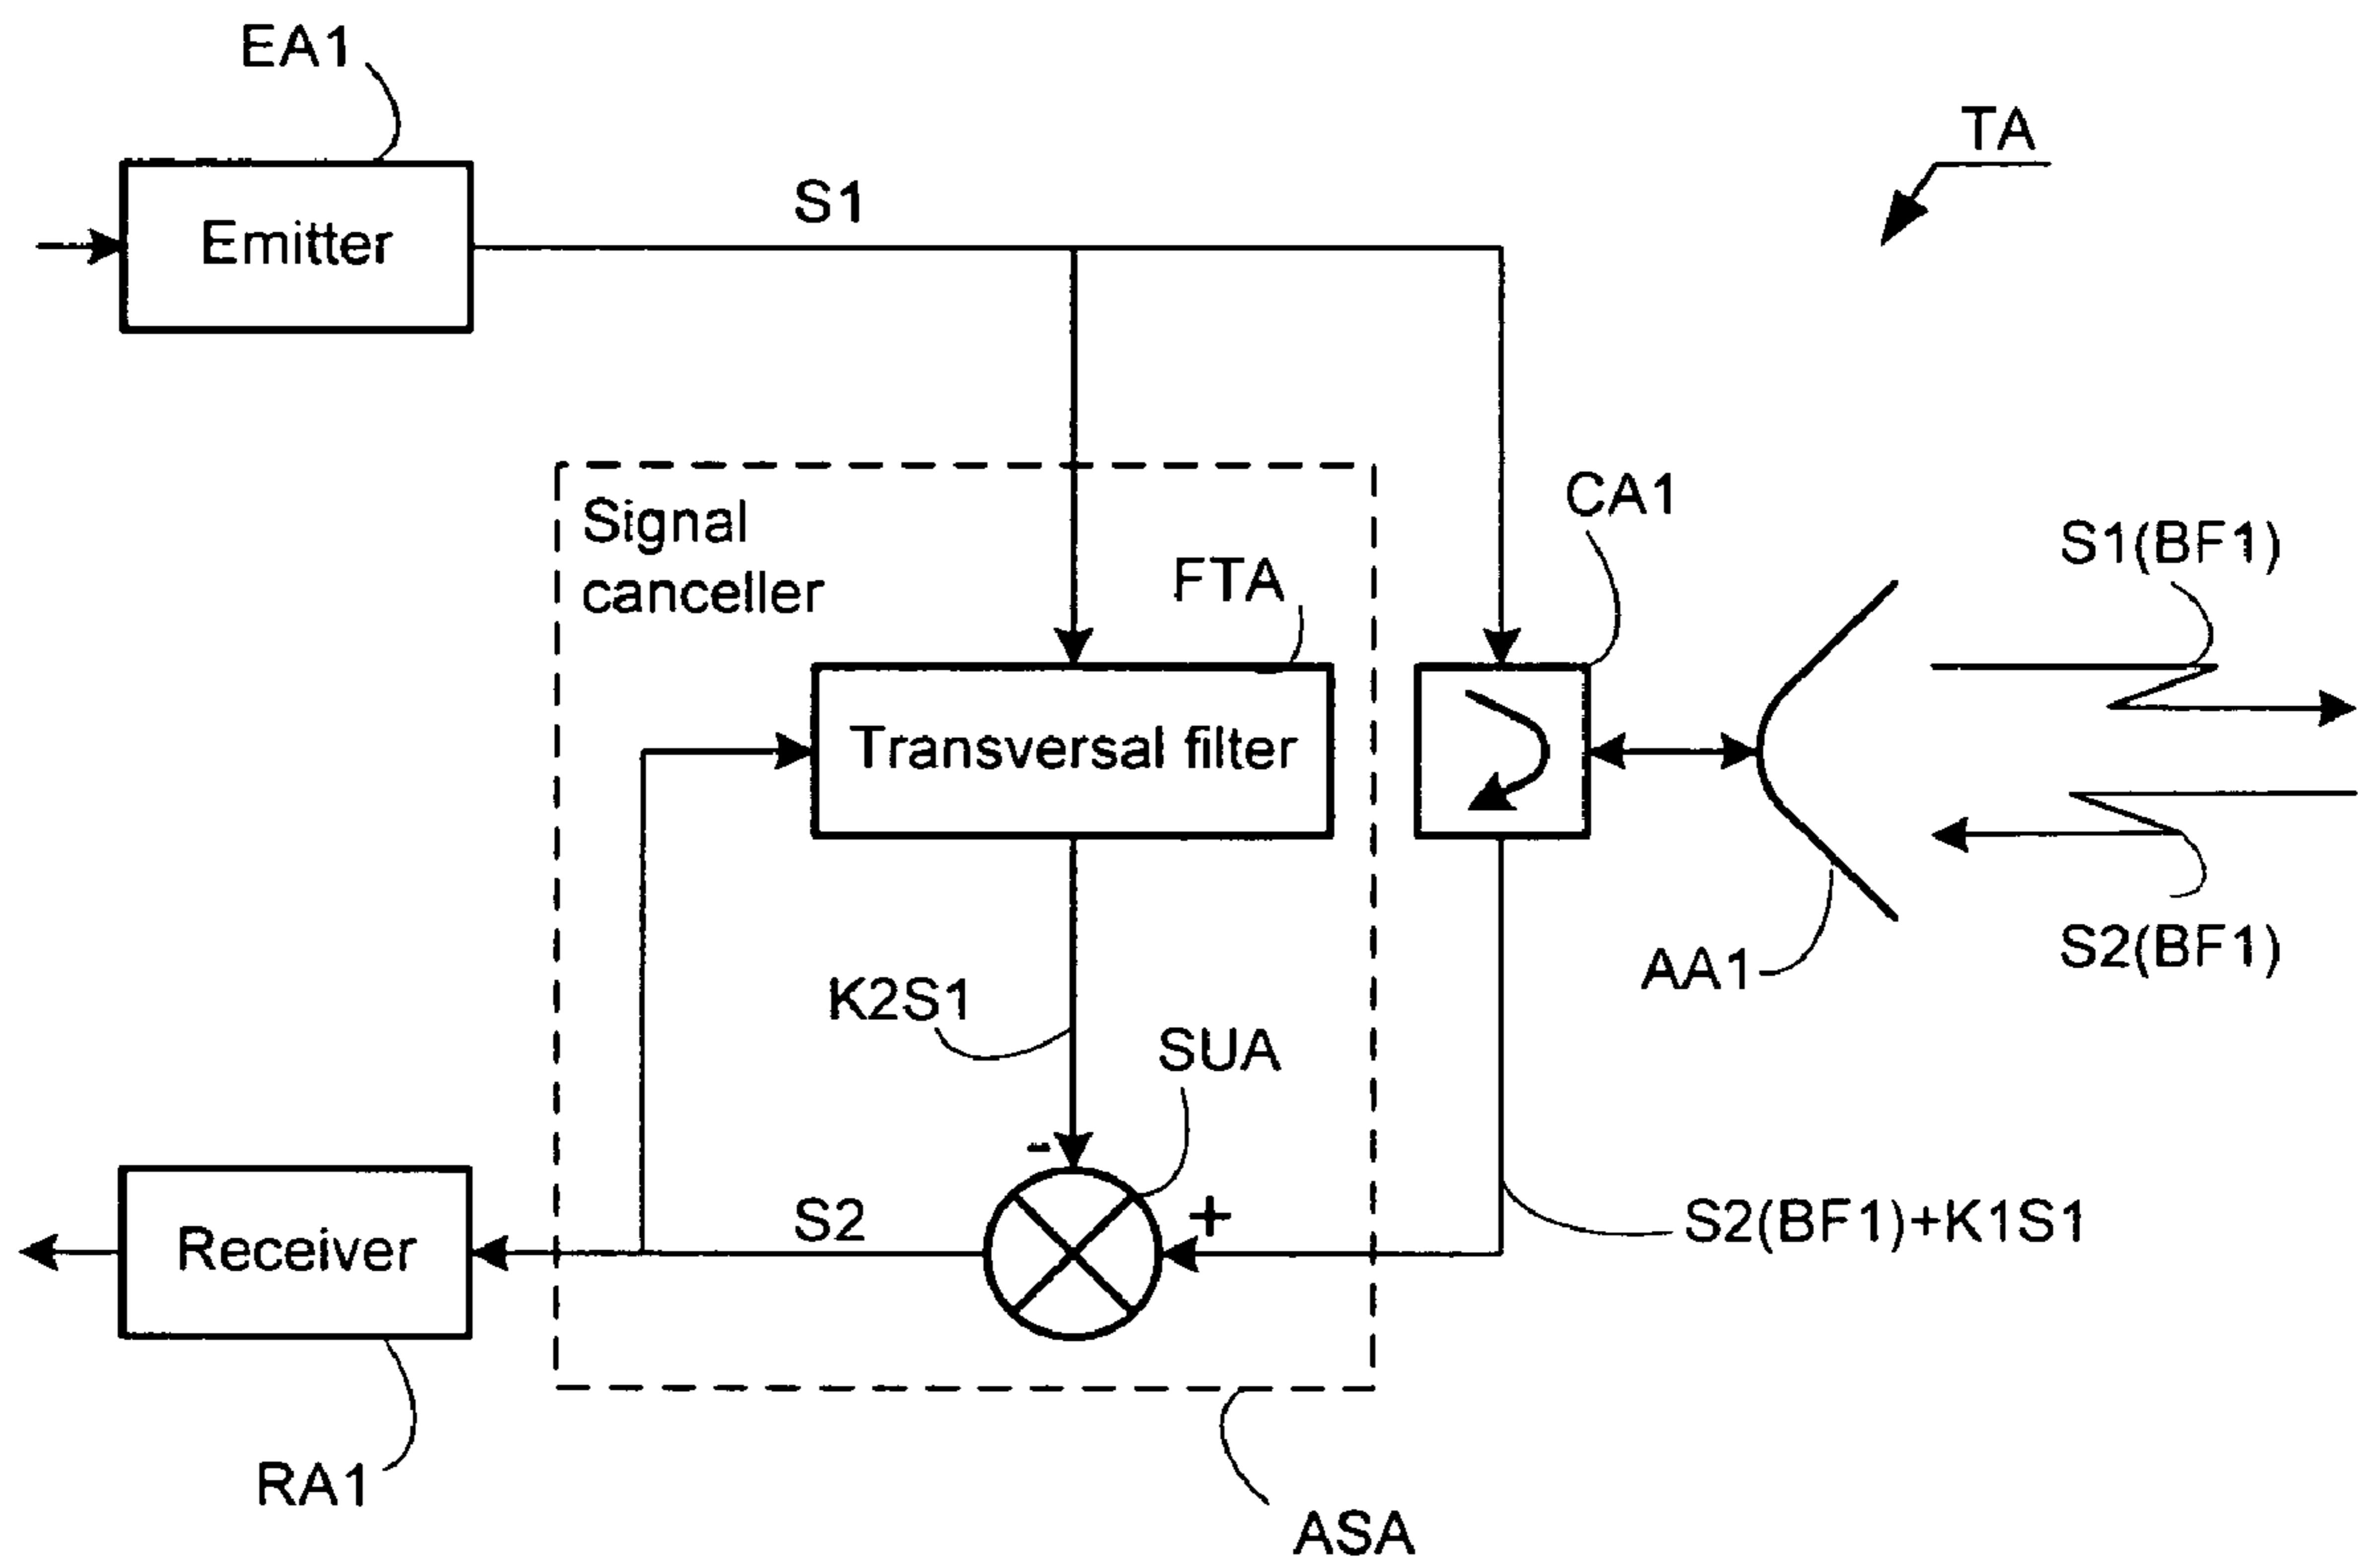 EA1
TA
Emitter
S1
CA1
S1(BF1)
Signal
canceller
FTA
Transversal filter
S2(BF1)
AA1
K2S1
SUA
-
+
S2
S2(BF1)+K1S1
Receiver
RA1
ASA